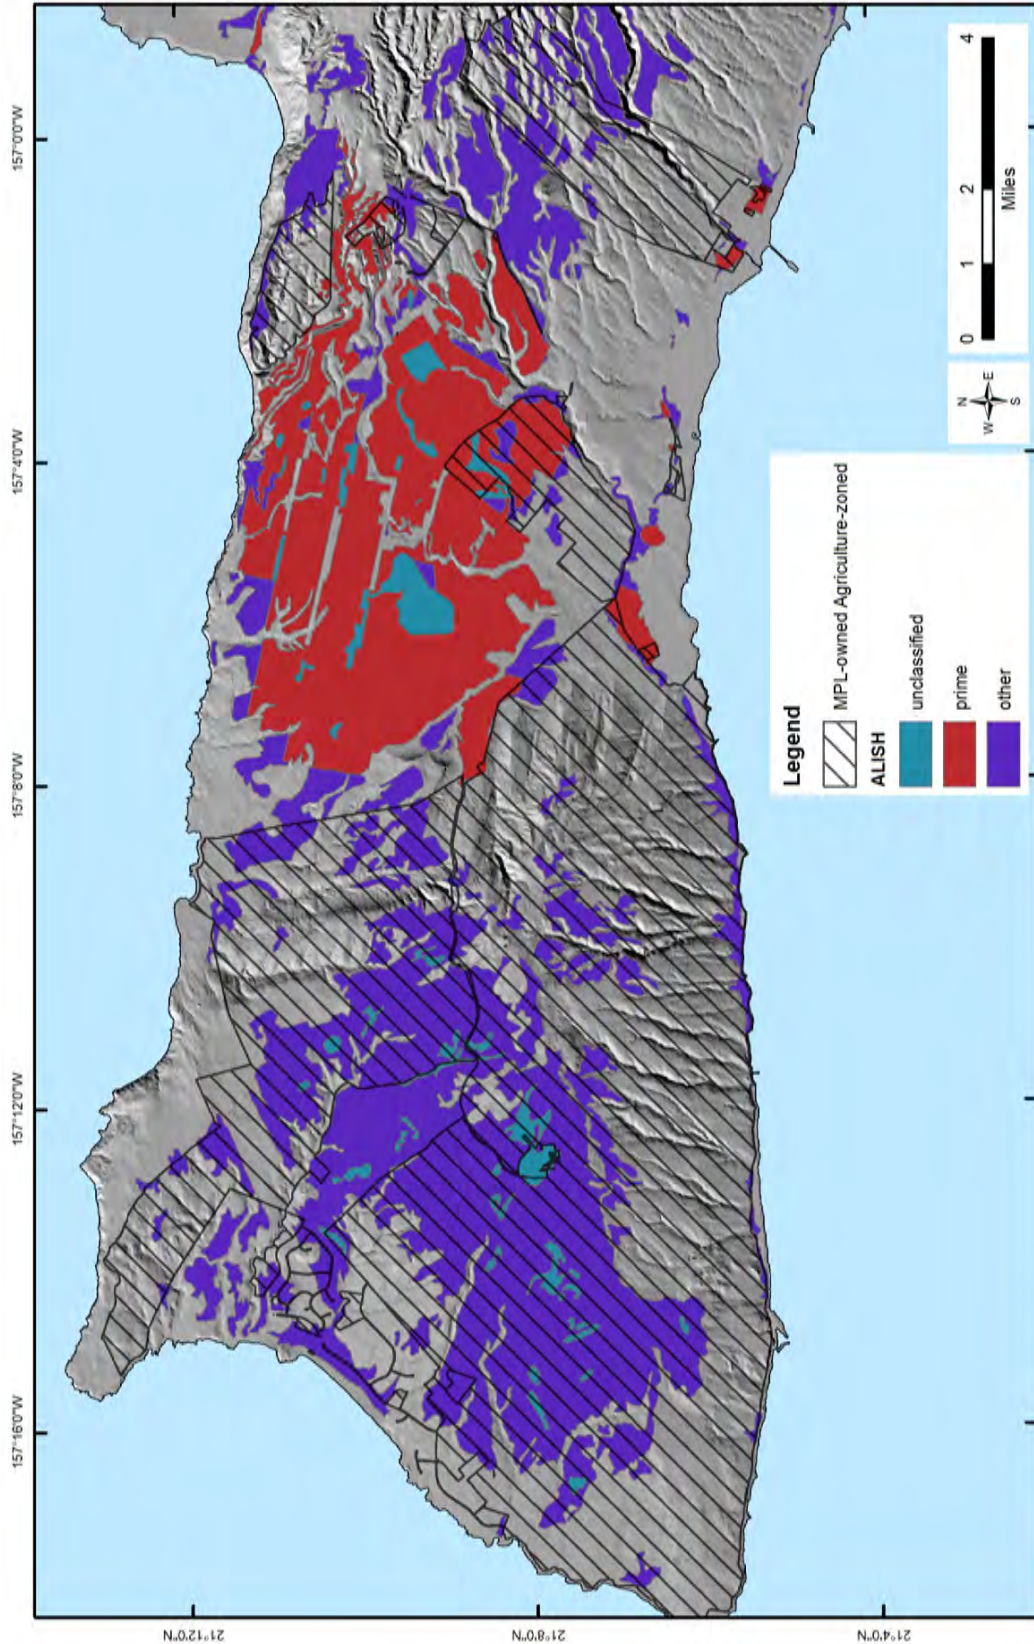 157°16'0"W
157°12'0"W
157°8'0"W
157°4'0"W
157°0'0"W
21°12'0"N
21°8'0"N
21°4'0"N
Legend
MPL-owned Agriculture-zoned
ALISH
unclassified
prime
other
N
W E
S
0 1 2 4
Miles